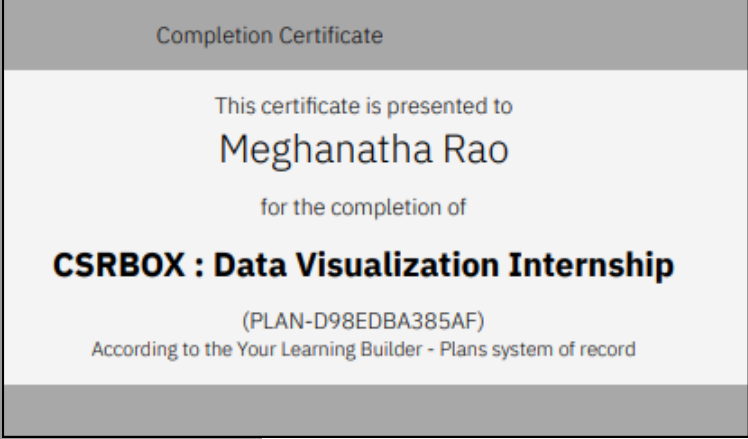 Completion Certificate
This certificate is presented to
Meghanatha Rao
for the completion of
CSRBOX : Data Visualization Internship
(PLAN-D98EDBA385AF)
According to the Your Learning Builder - Plans system of record